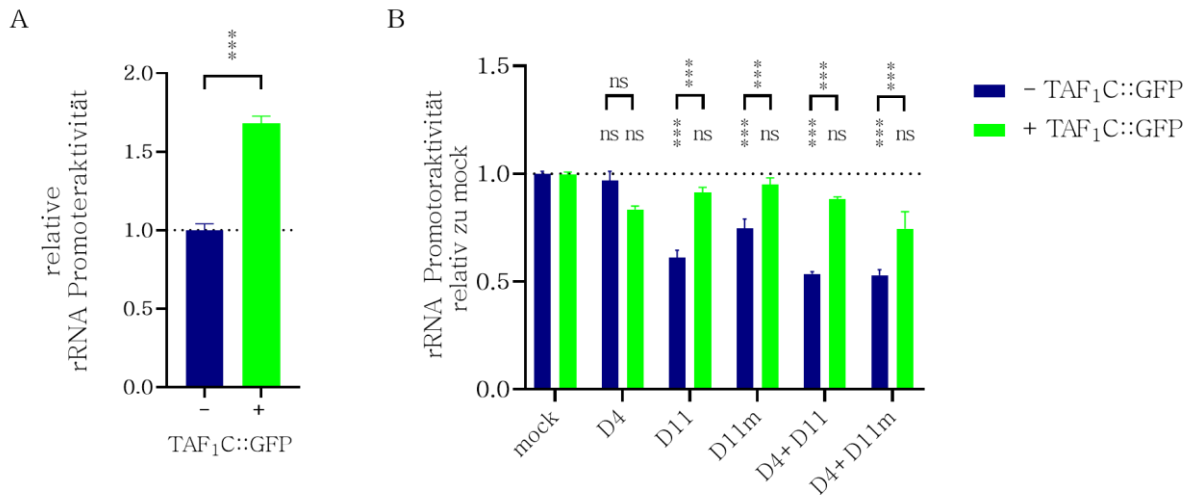 A
***
relative
rRNA Promoteraktivität
2.0
1.5
1.0
0.5
0.0
−
+
TAF₁C::GFP
B
rRNA Promotoraktivität
relativ zu mock
1.5
1.0
0.5
0.0
ns
***
***
***
***
ns ns
*** ns
*** ns
*** ns
*** ns
mock
D4
D11
D11m
D4+D11
D4+D11m
− TAF₁C::GFP
+ TAF₁C::GFP